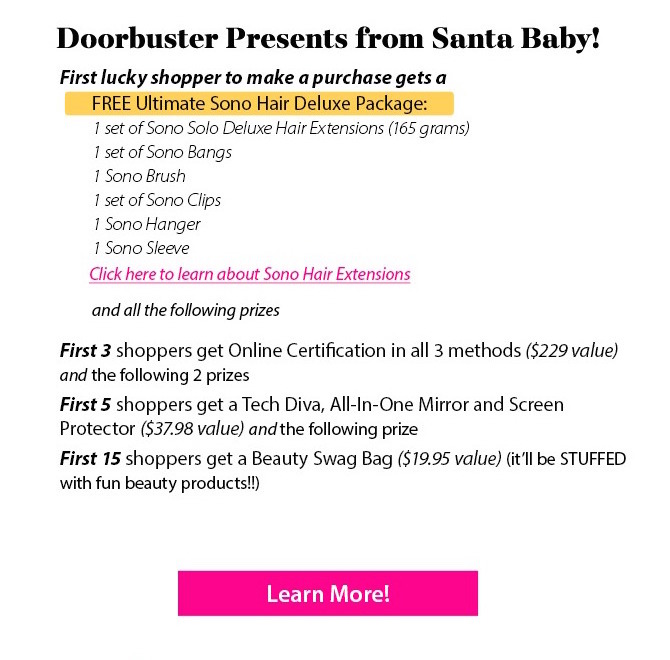 Doorbuster Presents from Santa Baby!
First lucky shopper to make a purchase gets a
FREE Ultimate Sono Hair Deluxe Package:
1 set of Sono Solo Deluxe Hair Extensions (165 grams)
1 set of Sono Bangs
1 Sono Brush
1 set of Sono Clips
1 Sono Hanger
1 Sono Sleeve
Click here to learn about Sono Hair Extensions
and all the following prizes
First 3 shoppers get Online Certification in all 3 methods ($229 value)
and the following 2 prizes
First 5 shoppers get a Tech Diva, All-In-One Mirror and Screen
Protector ($37.98 value) and the following prize
First 15 shoppers get a Beauty Swag Bag ($19.95 value) (it’ll be STUFFED
with fun beauty products!!)
Learn More!